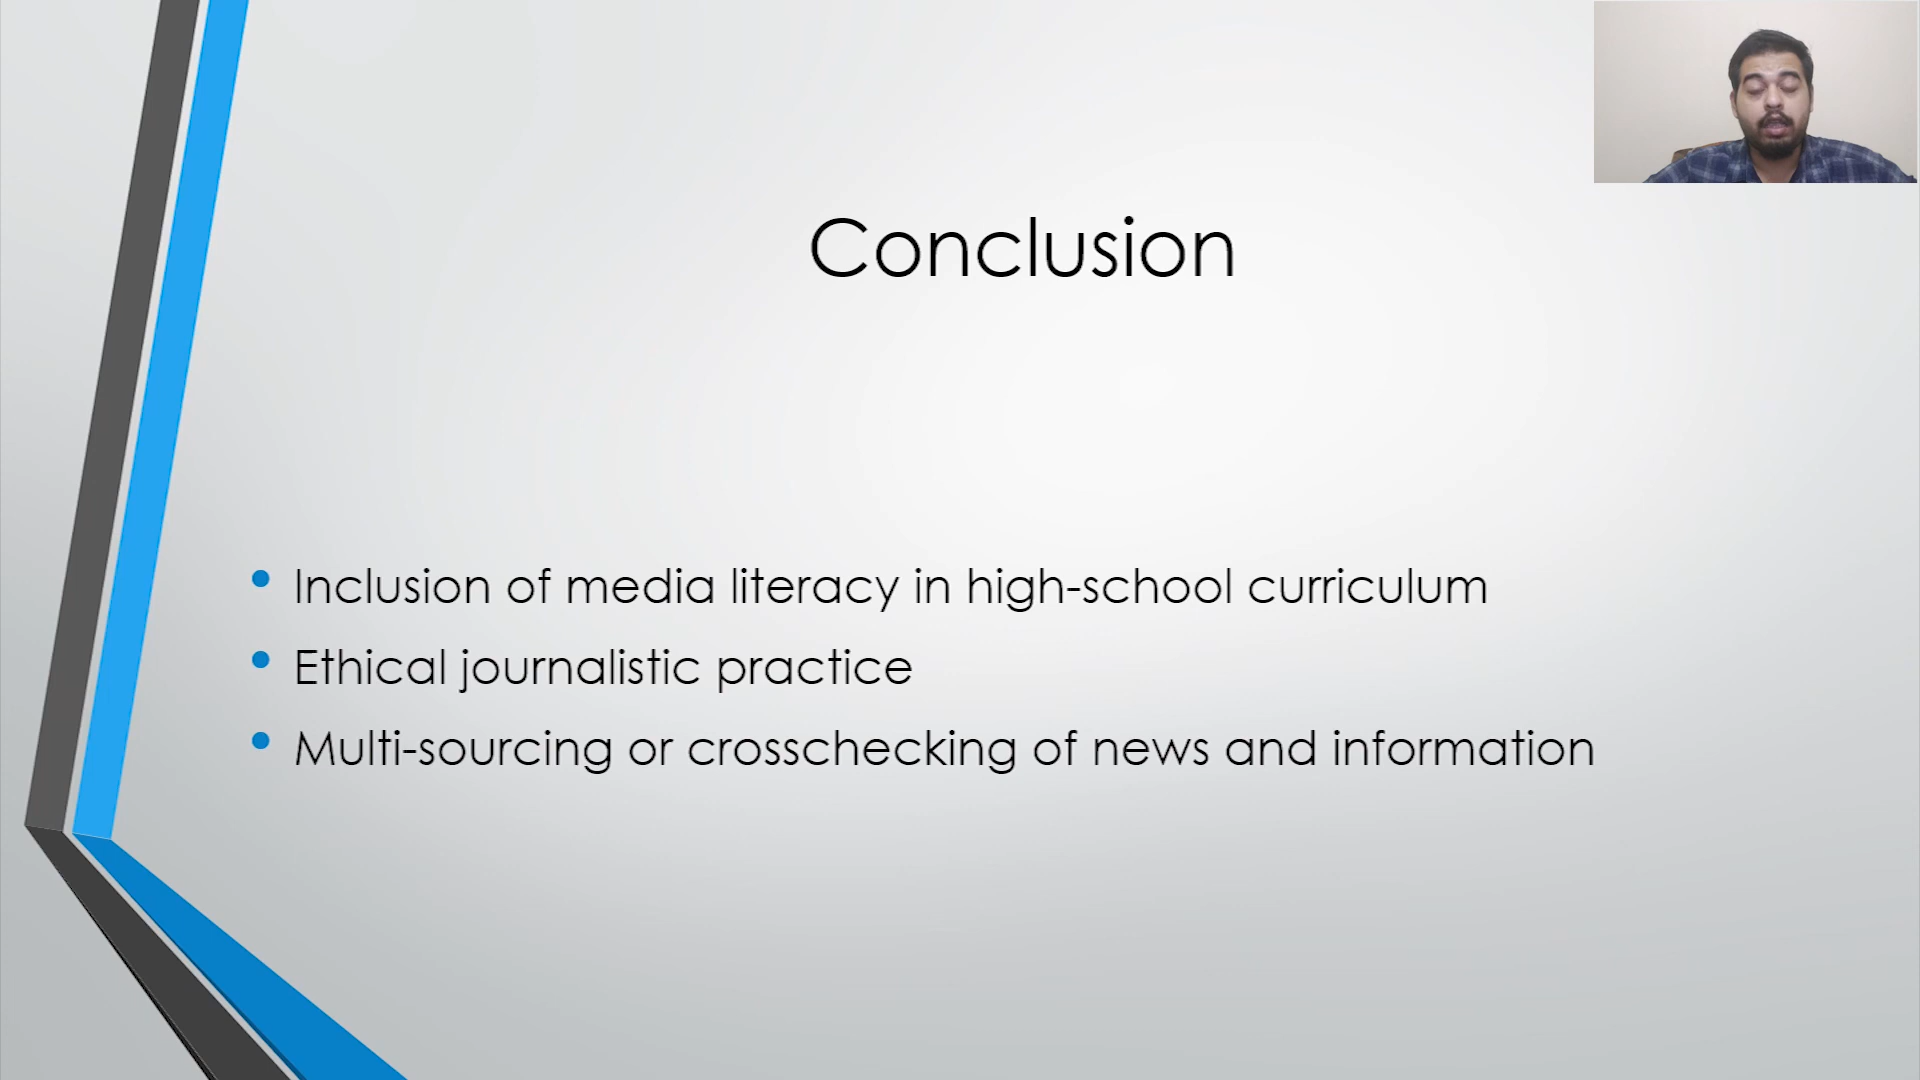 Conclusion
Inclusion of media literacy in high-school curriculum
Ethical journalistic practice
Multi-sourcing or crosschecking of news and information